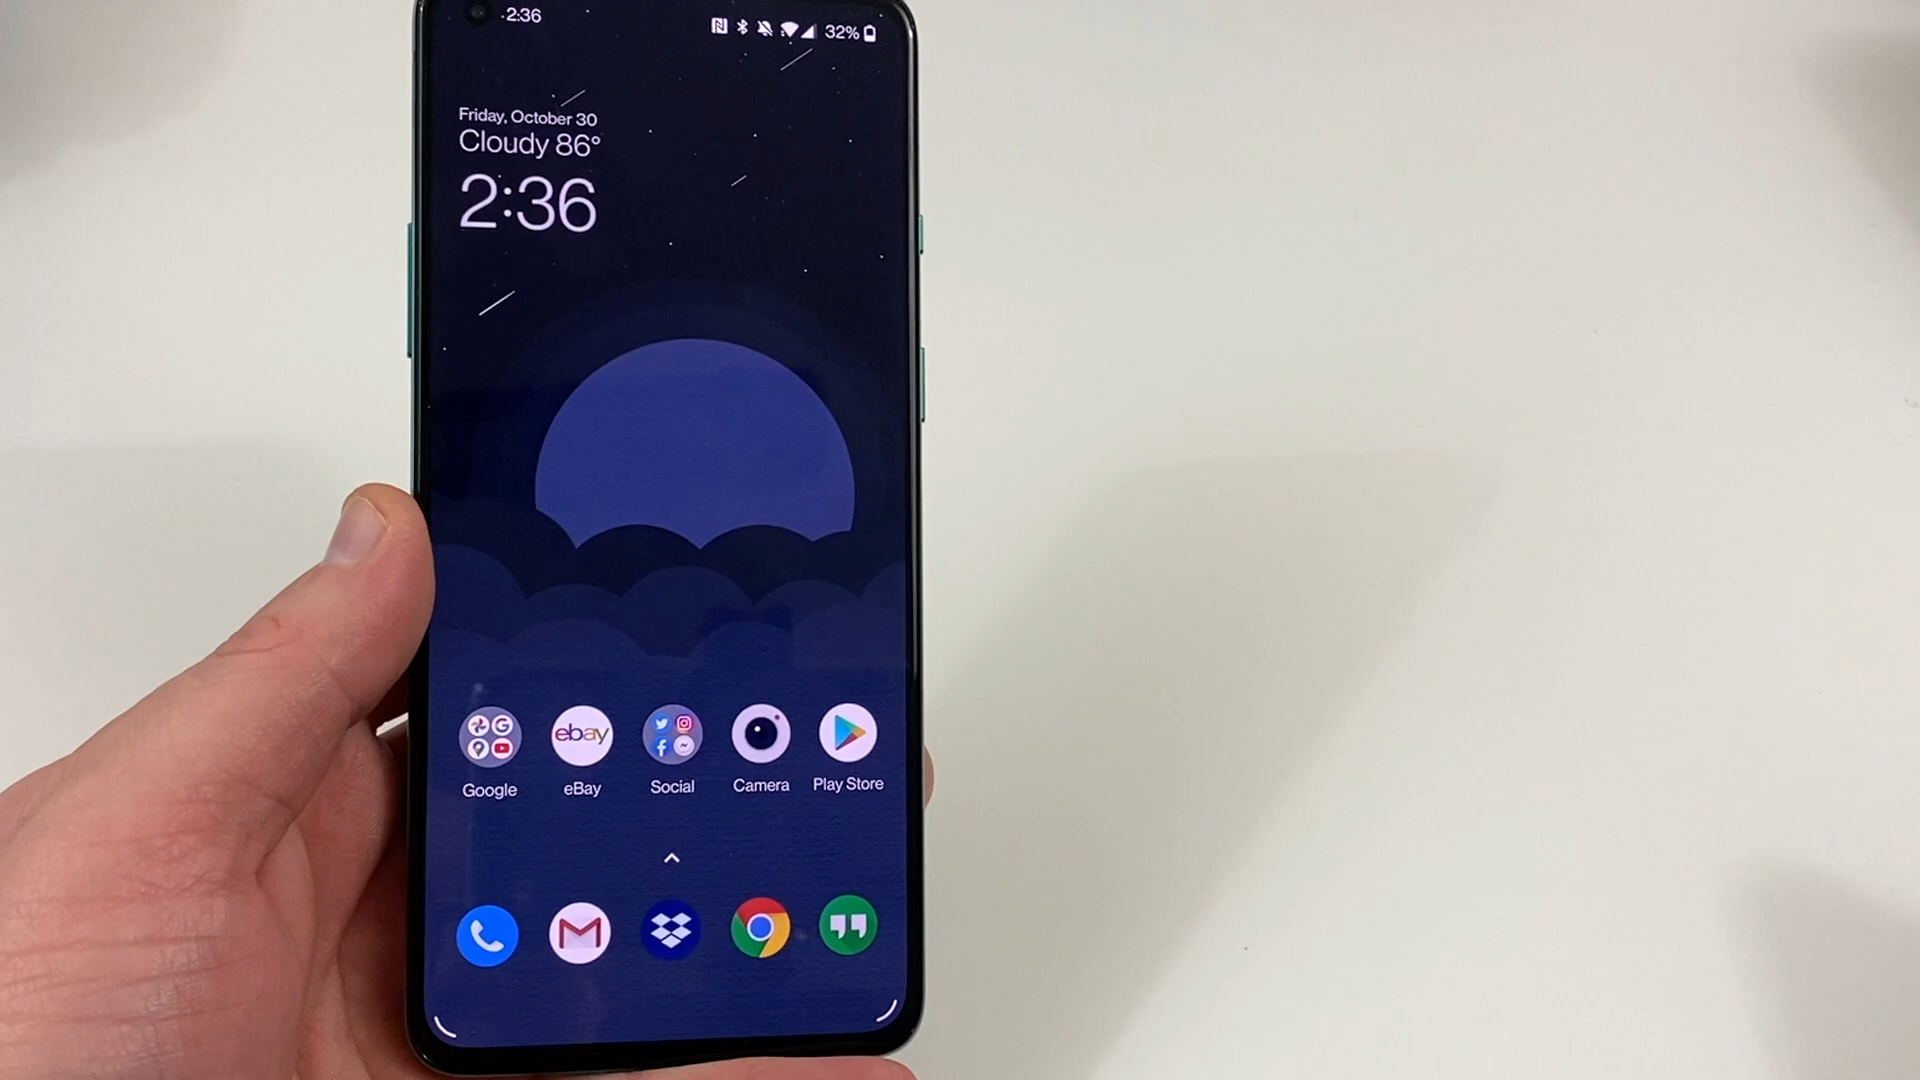 2:36
32%
Friday, October 30
Cloudy 86°
2:36
ebay
Google
eBay
Social
Camera
Play Store